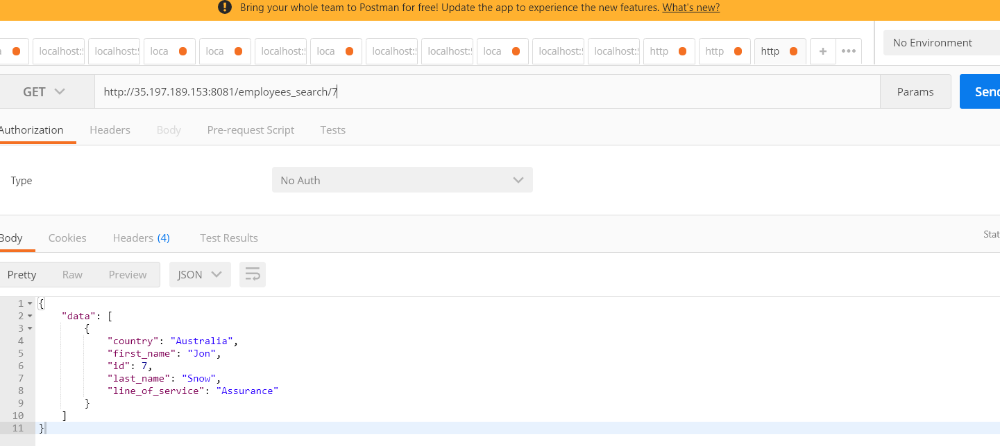 Bring your whole team to Postman for free! Update the app to experience the new features. What's new?
localhost:! localhost:! loca loca localhost:! loca localhost:! localhost:! loca localhost:! localhost:! http http http + ••• No Environment
GET http://35.197.189.153:8081/employees_search/7 Params Send
Authorization Headers Body Pre-request Script Tests
Type No Auth
Body Cookies Headers (4) Test Results Stat
Pretty Raw Preview JSON
1 {
2 "data": [
3 {
4 "country": "Australia",
5 "first_name": "Jon",
6 "id": 7,
7 "last_name": "Snow",
8 "line_of_service": "Assurance"
9 }
10 ]
11 }